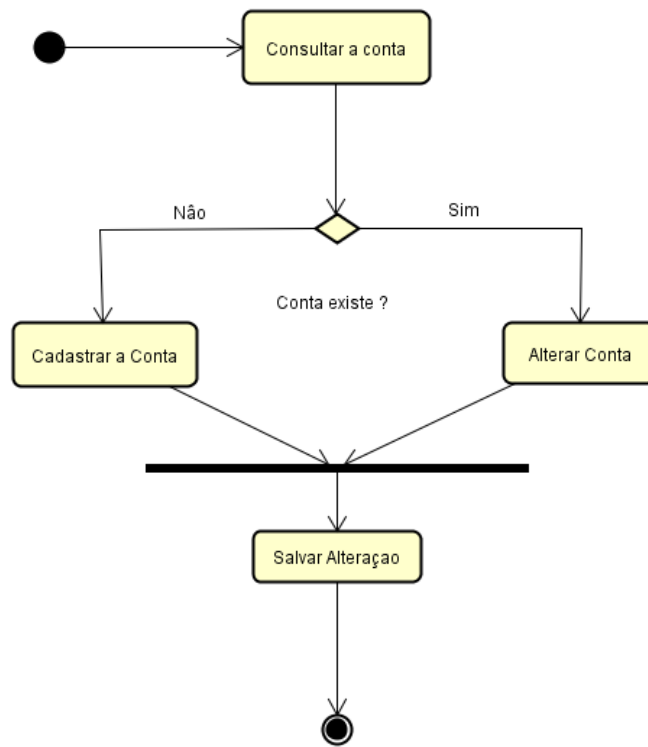 Consultar a conta
Nâo
Sim
Conta existe ?
Cadastrar a Conta
Alterar Conta
Salvar Alteraçao